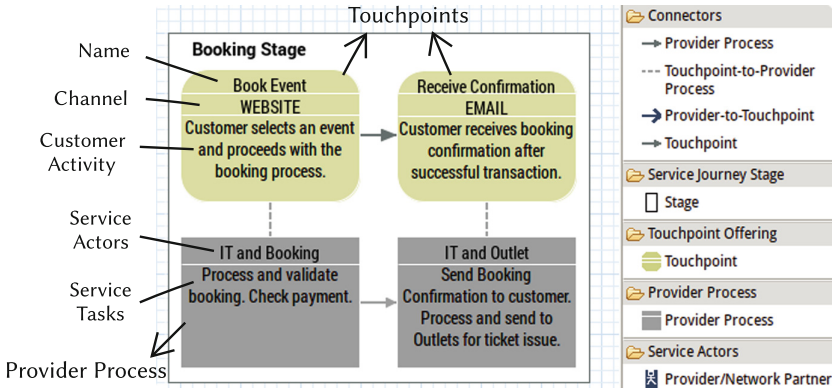 Touchpoints
Name
Channel
Customer
Activity
Service
Actors
Service
Tasks
Provider Process
Booking Stage
Book Event
WEBSITE
Customer selects an event
and proceeds with the
booking process.
Receive Confirmation
EMAIL
Customer receives booking
confirmation after
successful transaction.
IT and Booking
Process and validate
booking. Check payment.
IT and Outlet
Send Booking
Confirmation to customer.
Process and send to
Outlets for ticket issue.
Connectors
Provider Process
Touchpoint-to-Provider
Process
Provider-to-Touchpoint
Touchpoint
Service Journey Stage
Stage
Touchpoint Offering
Touchpoint
Provider Process
Provider Process
Service Actors
Provider/Network Partner